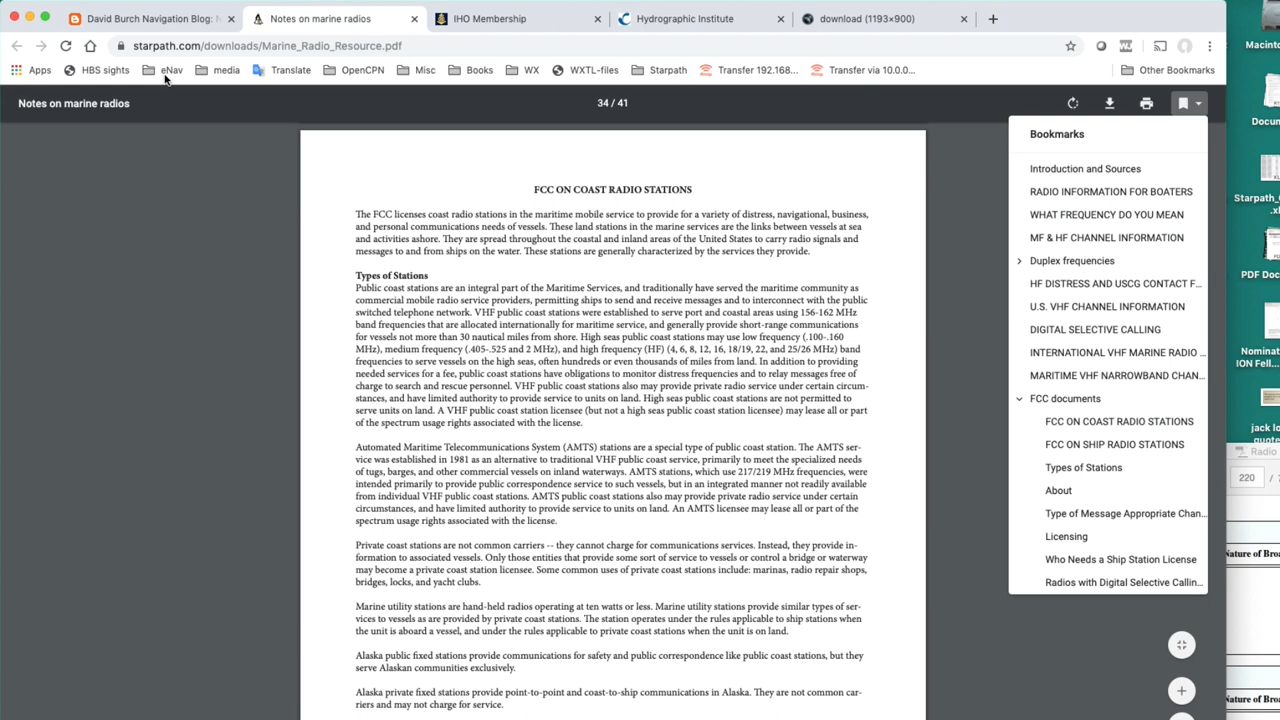 David Burch Navigation Blog: N
Notes on marine radios
IHO Membership
Hydrographic Institute
download (1193×900)
Macintos
starpath.com/downloads/Marine_Radio_Resource.pdf
Apps
HBS sights
eNav
media
Translate
OpenCPN
Misc
Books
WX
WXTL-files
Starpath
Transfer 192.168...
Transfer via 10.0.0...
Other Bookmarks
Notes on marine radios
34 / 41
Docum
Bookmarks
Introduction and Sources
RADIO INFORMATION FOR BOATERS
WHAT FREQUENCY DO YOU MEAN
MF & HF CHANNEL INFORMATION
Duplex frequencies
HF DISTRESS AND USCG CONTACT F...
U.S. VHF CHANNEL INFORMATION
DIGITAL SELECTIVE CALLING
INTERNATIONAL VHF MARINE RADIO ...
MARITIME VHF NARROWBAND CHAN...
FCC documents
FCC ON COAST RADIO STATIONS
FCC ON SHIP RADIO STATIONS
Types of Stations
About
Type of Message Appropriate Chan...
Licensing
Who Needs a Ship Station License
Radios with Digital Selective Callin...
FCC ON COAST RADIO STATIONS
The FCC licenses coast radio stations in the maritime mobile service to provide for a variety of distress, navigational, business,
and personal communications needs of vessels. These land stations in the marine services are the links between vessels at sea
and activities ashore. They are spread throughout the coastal and inland areas of the United States to carry radio signals and
messages to and from ships on the water. These stations are generally characterized by the services they provide.
Types of Stations
Public coast stations are an integral part of the Maritime Services, and traditionally have served the maritime community as
commercial mobile radio service providers, permitting ships to send and receive messages and to interconnect with the public
switched telephone network. VHF public coast stations were established to serve port and coastal areas using 156-162 MHz
band frequencies that are allocated internationally for maritime service, and generally provide short-range communications
for vessels not more than 30 nautical miles from shore. High seas public coast stations may use low frequency (.100-.160
MHz), medium frequency (.405-.525 and 2 MHz), and high frequency (HF) (4, 6, 8, 12, 16, 18/19, 22, and 25/26 MHz) band
frequencies to serve vessels on the high seas, often hundreds or even thousands of miles from land. In addition to providing
needed services for a fee, public coast stations have obligations to monitor distress frequencies and to relay messages free of
charge to search and rescue personnel. VHF public coast stations also may provide private radio service under certain circum-
stances, and have limited authority to provide service to units on land. High seas public coast stations are not permitted to
serve units on land. A VHF public coast station licensee (but not a high seas public coast station licensee) may lease all or part
of the spectrum usage rights associated with the license.
Automated Maritime Telecommunications System (AMTS) stations are a special type of public coast station. The AMTS ser-
vice was established in 1981 as an alternative to traditional VHF public coast service, primarily to meet the specialized needs
of tugs, barges, and other commercial vessels on inland waterways. AMTS stations, which use 217/219 MHz frequencies, were
intended primarily to provide public correspondence service to such vessels, but in an integrated manner not readily available
from individual VHF public coast stations. AMTS public coast stations also may provide private radio service under certain
circumstances, and have limited authority to provide service to units on land. An AMTS licensee may lease all or part of the
spectrum usage rights associated with the license.
Private coast stations are not common carriers -- they cannot charge for communications services. Instead, they provide in-
formation to associated vessels. Only those entities that provide some sort of service to vessels or control a bridge or waterway
may become a private coast station licensee. Some common uses of private coast stations include: marinas, radio repair shops,
bridges, locks, and yacht clubs.
Marine utility stations are hand-held radios operating at ten watts or less. Marine utility stations provide similar types of ser-
vices to vessels as are provided by private coast stations. The station operates under the rules applicable to ship stations when
the unit is aboard a vessel, and under the rules applicable to private coast stations when the unit is on land.
Alaska public fixed stations provide communications for safety and public correspondence like public coast stations, but they
serve Alaskan communities exclusively.
Alaska private fixed stations provide point-to-point and coast-to-ship communications in Alaska. They are not common car-
riers and may not charge for service.
Starpath_
.xl
PDF Doc
Nominat
ION Fell
jack lo
quote
Radio
220
Nature of Broa
Nature of Broa